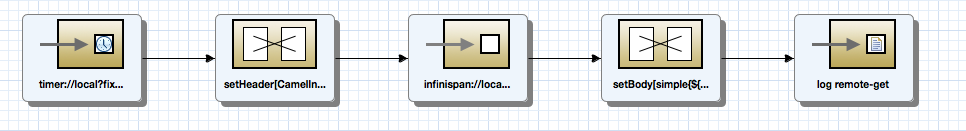 timer://local?fix...
setHeader[CamelIn...
infinispan://loca...
setBody[simple{${...
log remote-get